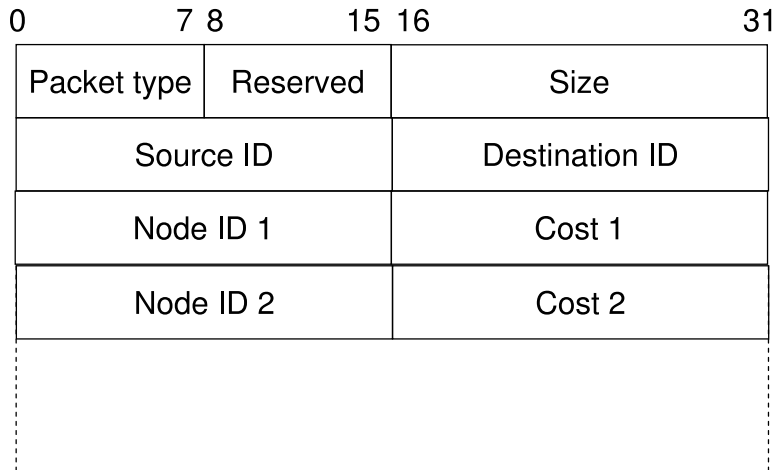 0 7 8 15 16 31
Packet type Reserved Size
Source ID Destination ID
Node ID 1 Cost 1
Node ID 2 Cost 2